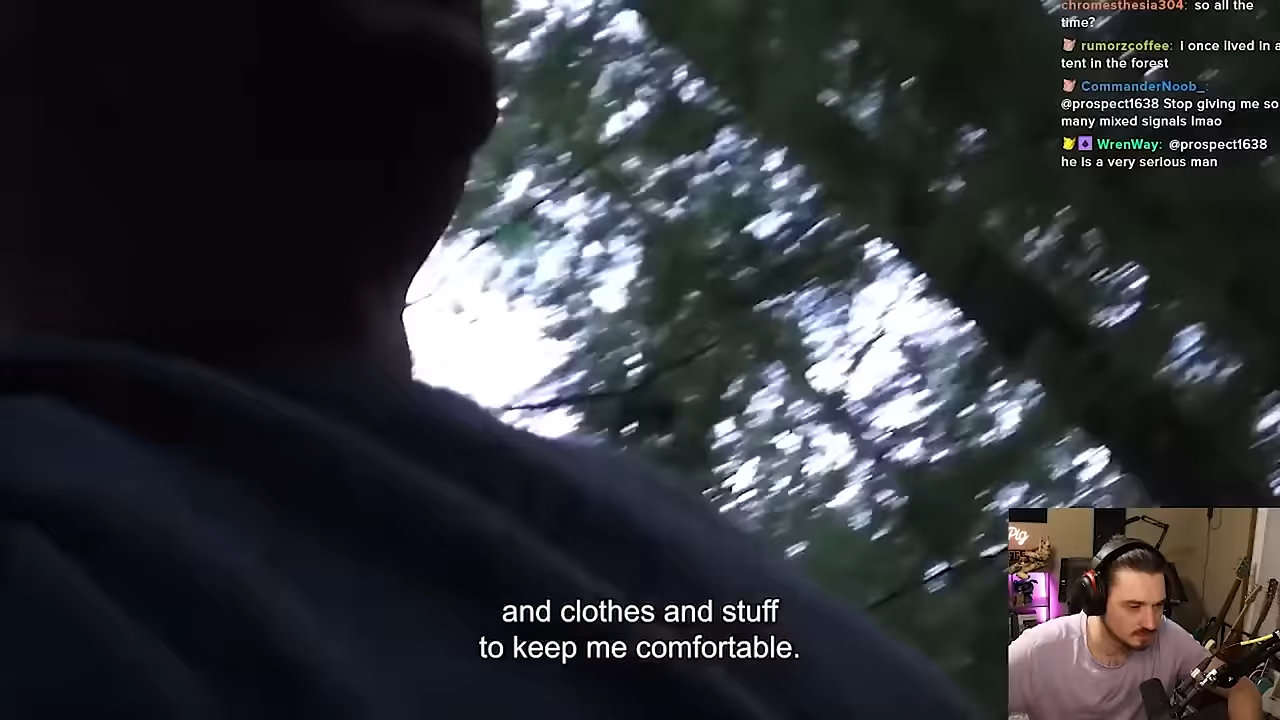 chromesthesia304: so all the
time?
rumorzcoffee: I once lived in a
tent in the forest
CommanderNoob_:
@prospect1638 Stop giving me so
many mixed signals lmao
WrenWay: @prospect1638
he is a very serious man
Pig
and clothes and stuff
to keep me comfortable.